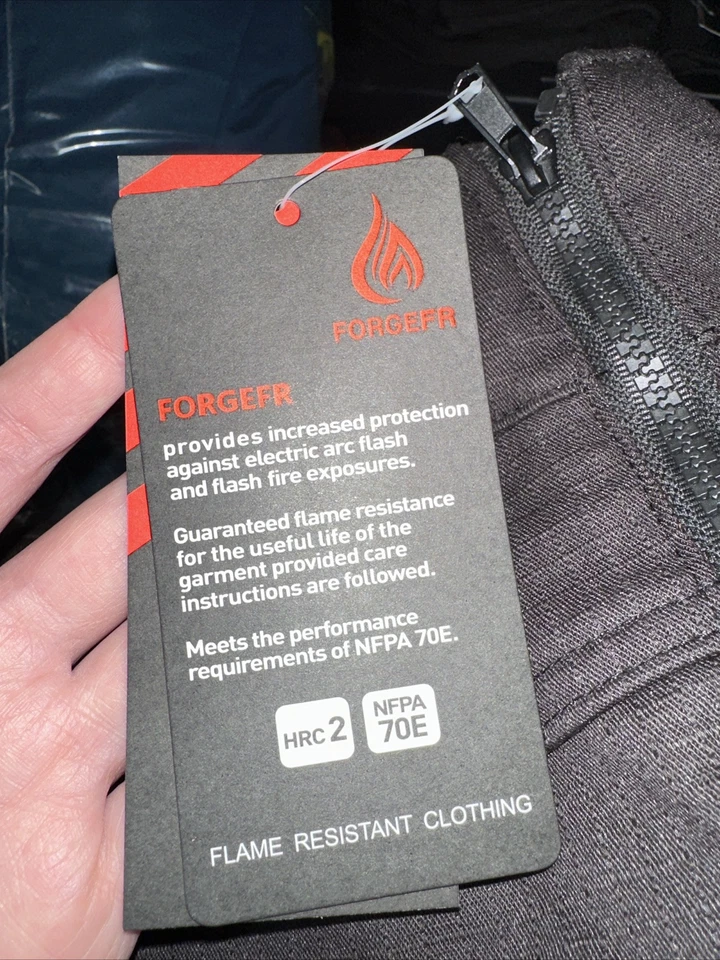 FORGEFR
FORGEFR
provides increased protection
against electric arc flash
and flash fire exposures.
Guaranteed flame resistance
for the useful life of the
garment provided care
instructions are followed.
Meets the performance
requirements of NFPA 70E.
HRC 2
NFPA
70E
FLAME RESISTANT CLOTHING